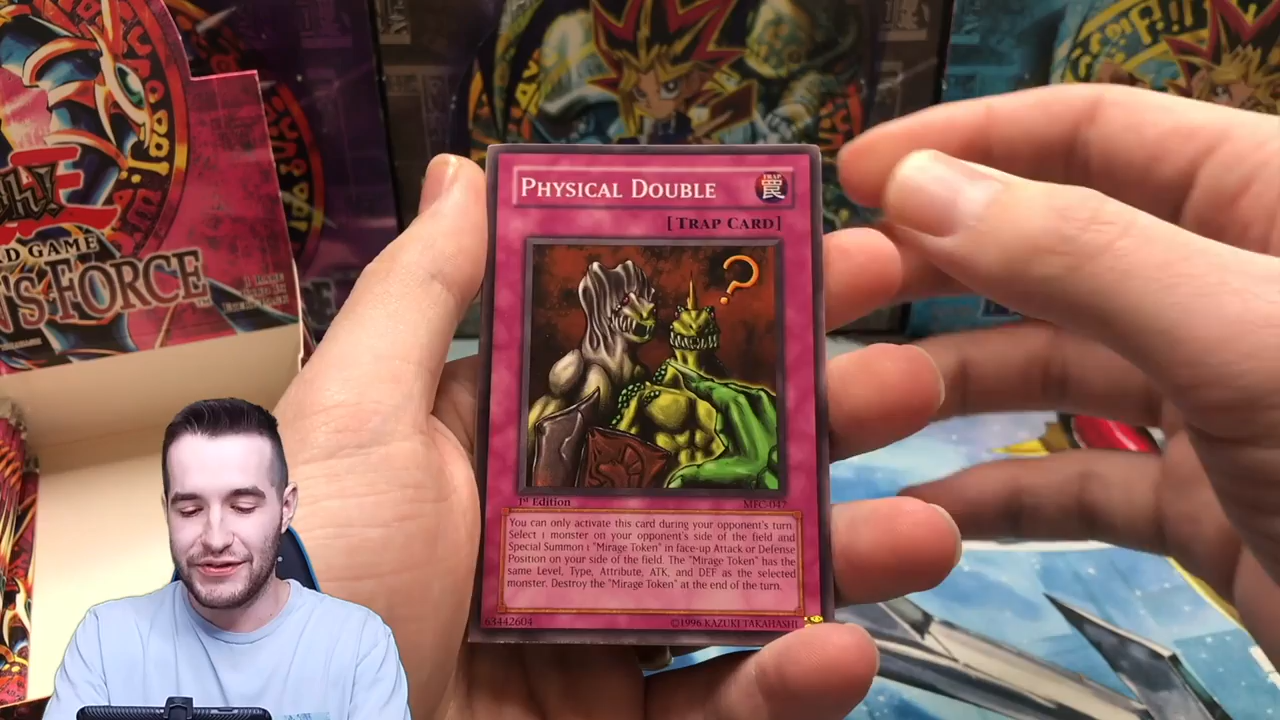 Physical Double
TRAP
罠
[Trap Card]
1st Edition
MFC-047
You can only activate this card during your opponent's turn.
Select 1 monster on your opponent's side of the field and
Special Summon 1 "Mirage Token" in face-up Attack or Defense
Position on your side of the field. The "Mirage Token" has the
same Level, Type, Attribute, ATK, and DEF as the selected
monster. Destroy the "Mirage Token" at the end of the turn.
63442604
©1996 KAZUKI TAKAHASHI
GAME
N'S FORCE